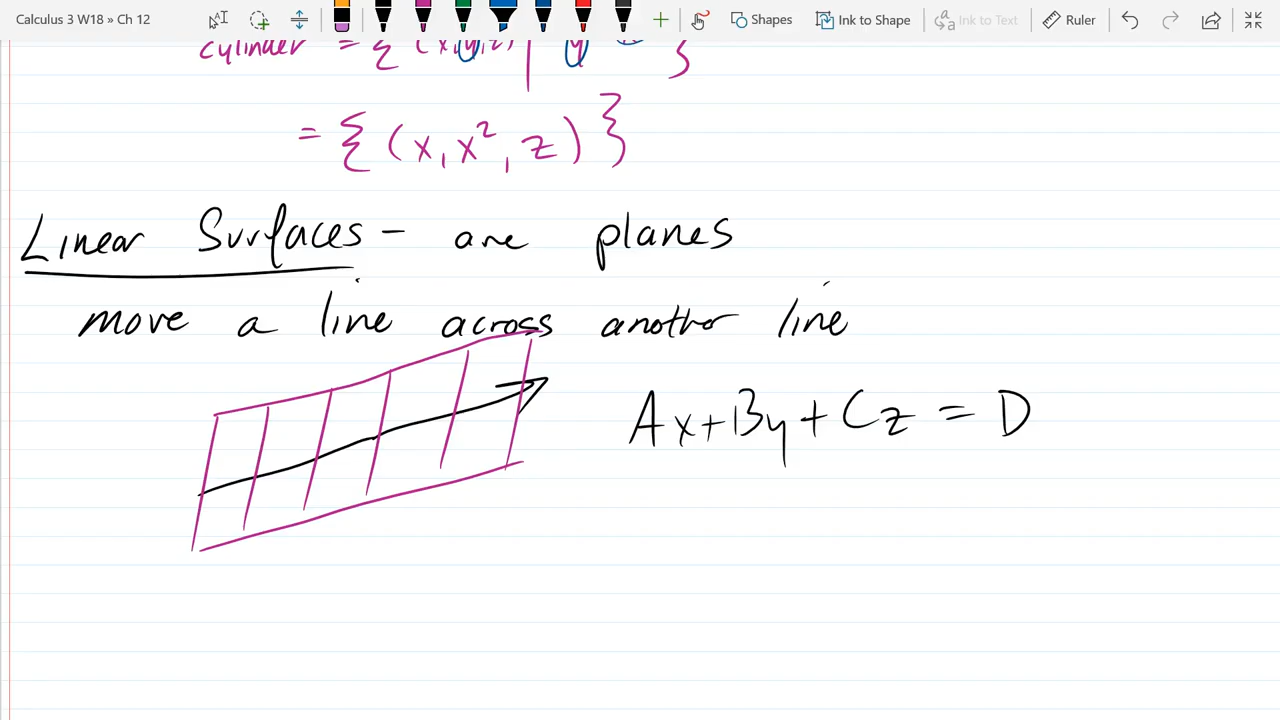 Calculus 3 W18 » Ch 12
Shapes
Ink to Shape
Ink to Text
Ruler
cylinder = { (x,y,z) | y
= { (x, x², z) }
Linear Surfaces - are planes
move a line across another line
Ax+By+Cz = D